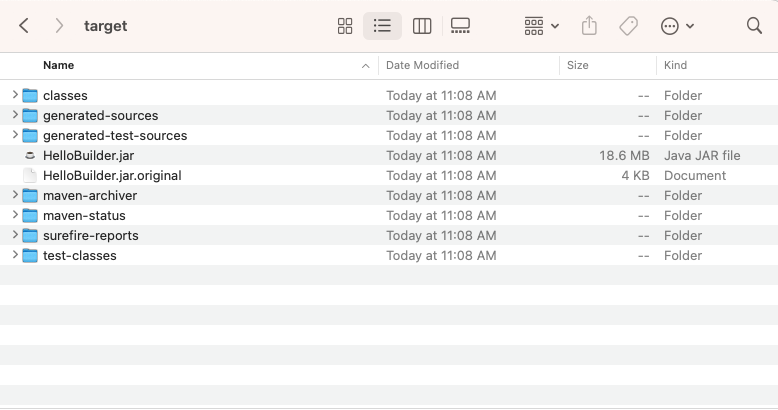 target
Name Date Modified Size Kind
classes Today at 11:08 AM -- Folder
generated-sources Today at 11:08 AM -- Folder
generated-test-sources Today at 11:08 AM -- Folder
HelloBuilder.jar Today at 11:08 AM 18.6 MB Java JAR file
HelloBuilder.jar.original Today at 11:08 AM 4 KB Document
maven-archiver Today at 11:08 AM -- Folder
maven-status Today at 11:08 AM -- Folder
surefire-reports Today at 11:08 AM -- Folder
test-classes Today at 11:08 AM -- Folder